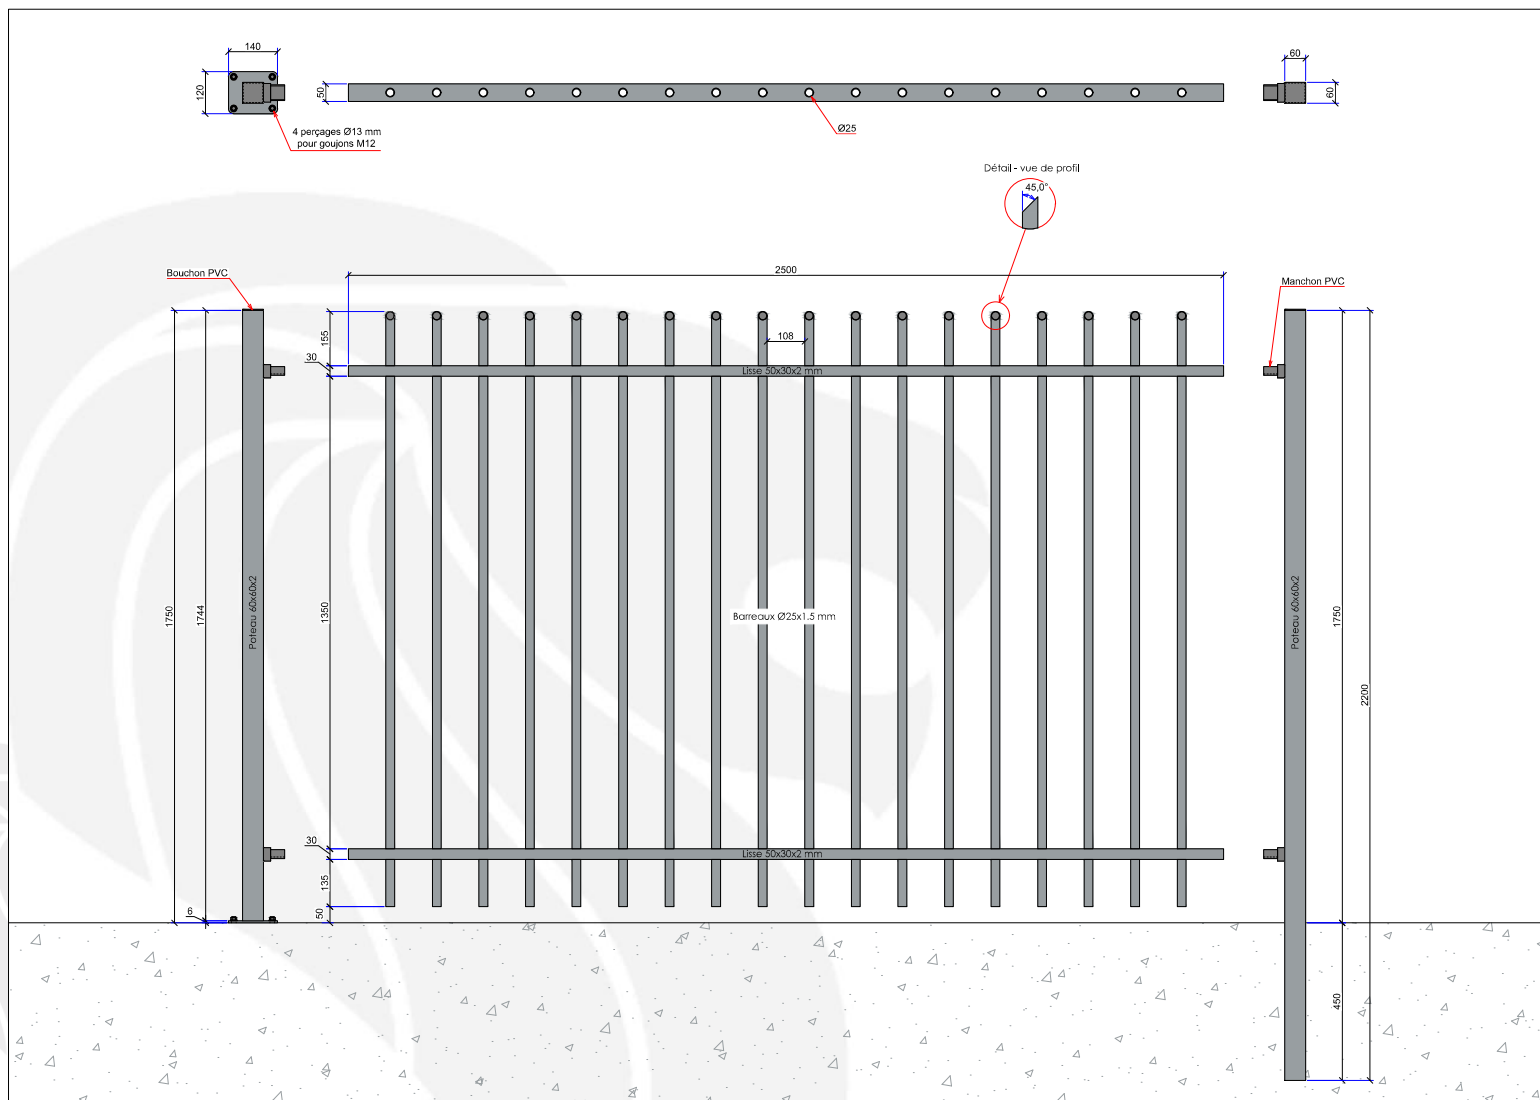 140
60
120
50
60
4 perçages Ø13 mm
pour goujons M12
Ø25
Détail - vue de profil
45,0°
Bouchon PVC
2500
Manchon PVC
155
108
30
Lisse 50x30x2 mm
1750
1744
Poteau 60x60x2
1350
Barreaux Ø25x1.5 mm
Poteau 60x60x2
1750
2200
30
Lisse 50x30x2 mm
135
6
50
450